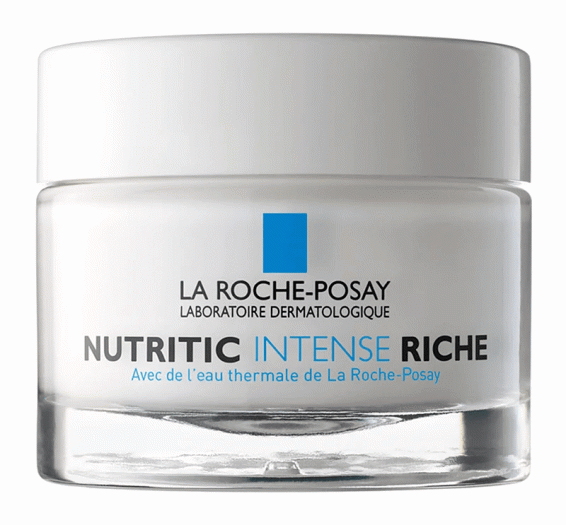 LA ROCHE-POSAY
LABORATOIRE DERMATOLOGIQUE
NUTRITIC INTENSE RICHE
Avec de l'eau thermale de La Roche-Posay